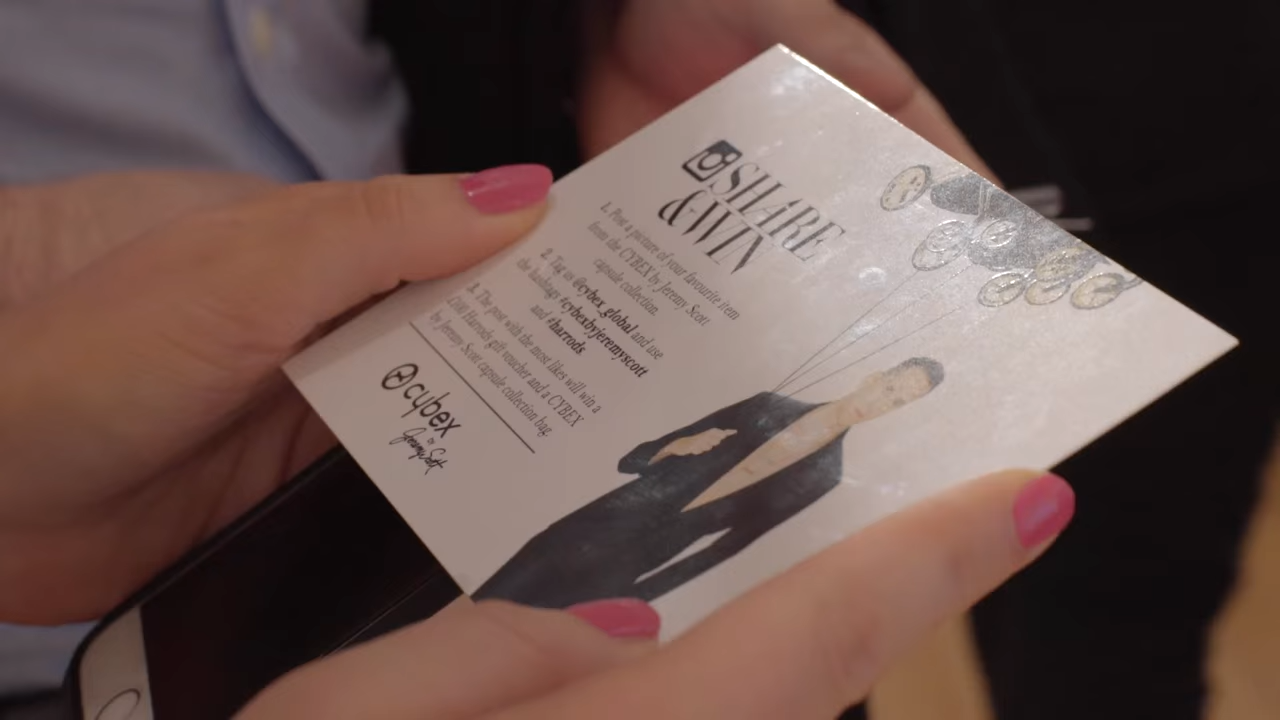 SHARE
&WIN
1. Post a picture of your favourite item
from the CYBEX by Jeremy Scott
capsule collection.
2. Tag us @cybex_global and use
the hashtags #cybexbyjeremyscott
and #harrods
3. The post with the most likes will win a
£100 Harrods gift voucher and a CYBEX
by Jeremy Scott capsule collection bag.
cybex
by
Jeremy Scott